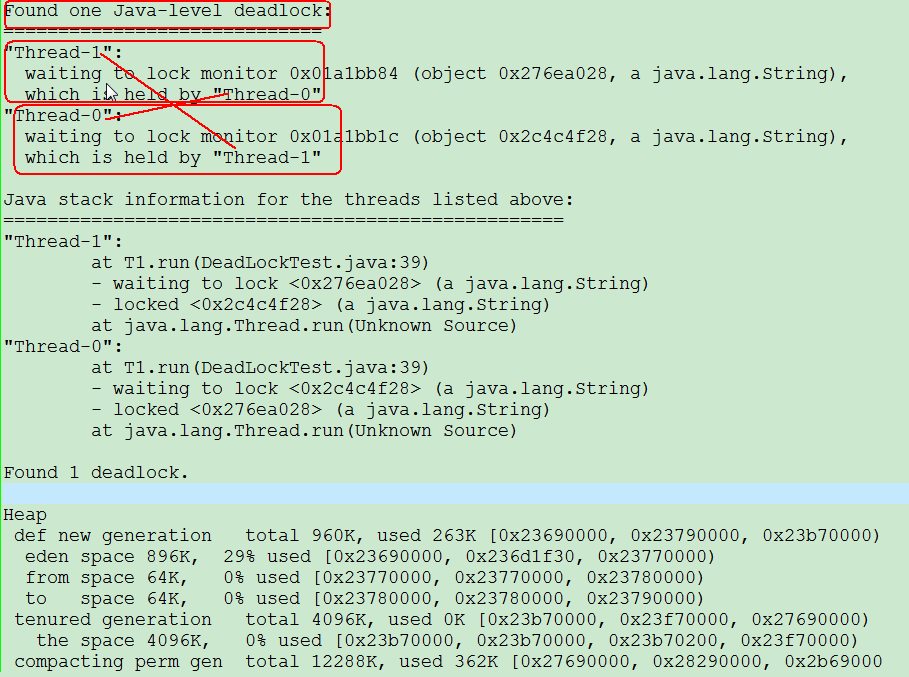 Found one Java-level deadlock:
=============================
"Thread-1":
  waiting to lock monitor 0x01a1bb84 (object 0x276ea028, a java.lang.String),
  which is held by "Thread-0"
"Thread-0":
  waiting to lock monitor 0x01a1bb1c (object 0x2c4c4f28, a java.lang.String),
  which is held by "Thread-1"
Java stack information for the threads listed above:
===================================================
"Thread-1":
        at T1.run(DeadLockTest.java:39)
        - waiting to lock <0x276ea028> (a java.lang.String)
        - locked <0x2c4c4f28> (a java.lang.String)
        at java.lang.Thread.run(Unknown Source)
"Thread-0":
        at T1.run(DeadLockTest.java:39)
        - waiting to lock <0x2c4c4f28> (a java.lang.String)
        - locked <0x276ea028> (a java.lang.String)
        at java.lang.Thread.run(Unknown Source)
Found 1 deadlock.
Heap
 def new generation   total 960K, used 263K [0x23690000, 0x23790000, 0x23b70000)
  eden space 896K,  29% used [0x23690000, 0x236d1f30, 0x23770000)
  from space 64K,   0% used [0x23770000, 0x23770000, 0x23780000)
  to   space 64K,   0% used [0x23780000, 0x23780000, 0x23790000)
 tenured generation   total 4096K, used 0K [0x23b70000, 0x23f70000, 0x27690000)
   the space 4096K,   0% used [0x23b70000, 0x23b70000, 0x23b70200, 0x23f70000)
 compacting perm gen  total 12288K, used 362K [0x27690000, 0x28290000, 0x2b69000